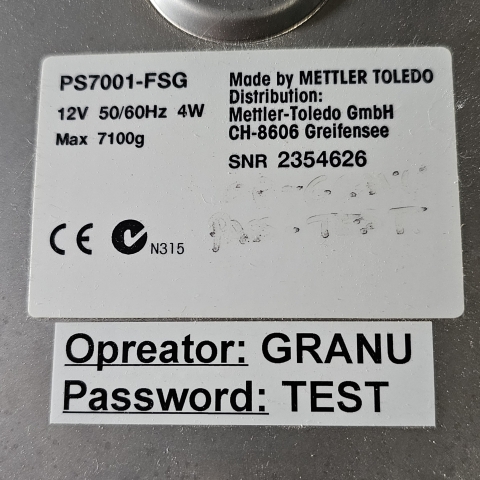 PS7001-FSG
12V 50/60Hz 4W
Max 7100g
Made by METTLER TOLEDO
Distribution:
Mettler-Toledo GmbH
CH-8606 Greifensee
SNR 2354626
CE
N315
Opreator: GRANU
Password: TEST